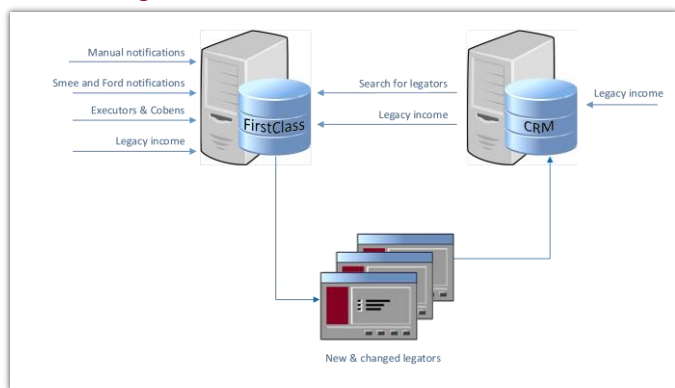 Manual notifications
Smee and Ford notifications
Executors & Cobens
Legacy income
FirstClass
Search for legators
Legacy income
CRM
Legacy income
New & changed legators